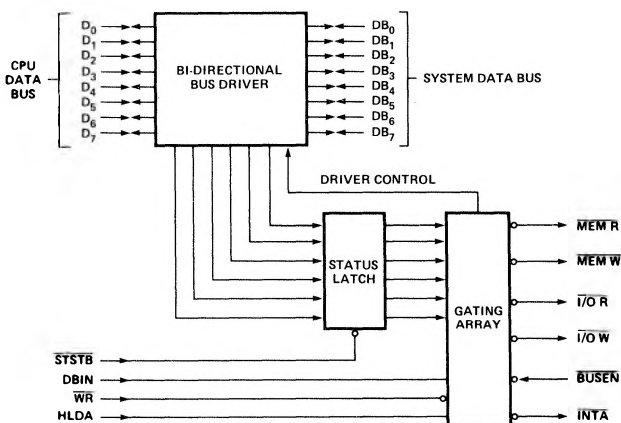 CPU
DATA
BUS
D0
D1
D2
D3
D4
D5
D6
D7
BI-DIRECTIONAL
BUS DRIVER
DB0
DB1
DB2
DB3
DB4
DB5
DB6
DB7
SYSTEM DATA BUS
DRIVER CONTROL
STATUS
LATCH
GATING
ARRAY
MEM R
MEM W
I/O R
I/O W
BUSEN
INTA
STSTB
DBIN
WR
HLDA